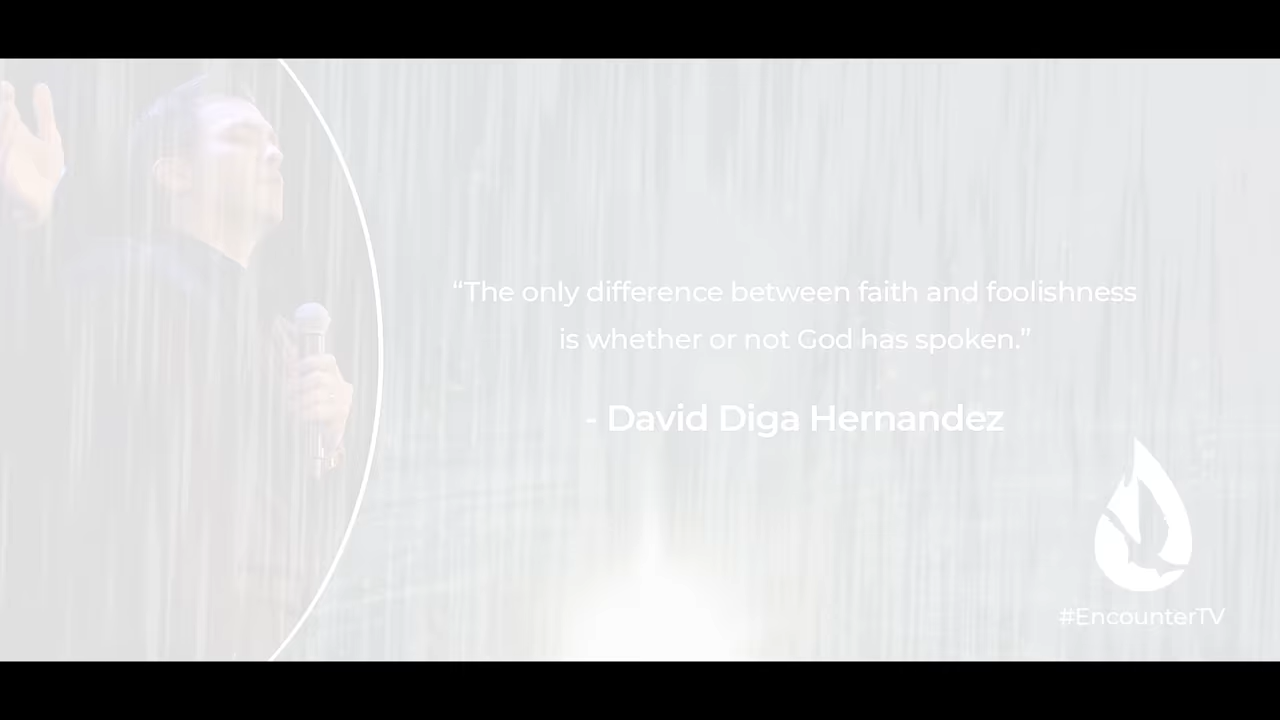 “The only difference between faith and foolishness
is whether or not God has spoken.”
- David Diga Hernandez
#EncounterTV